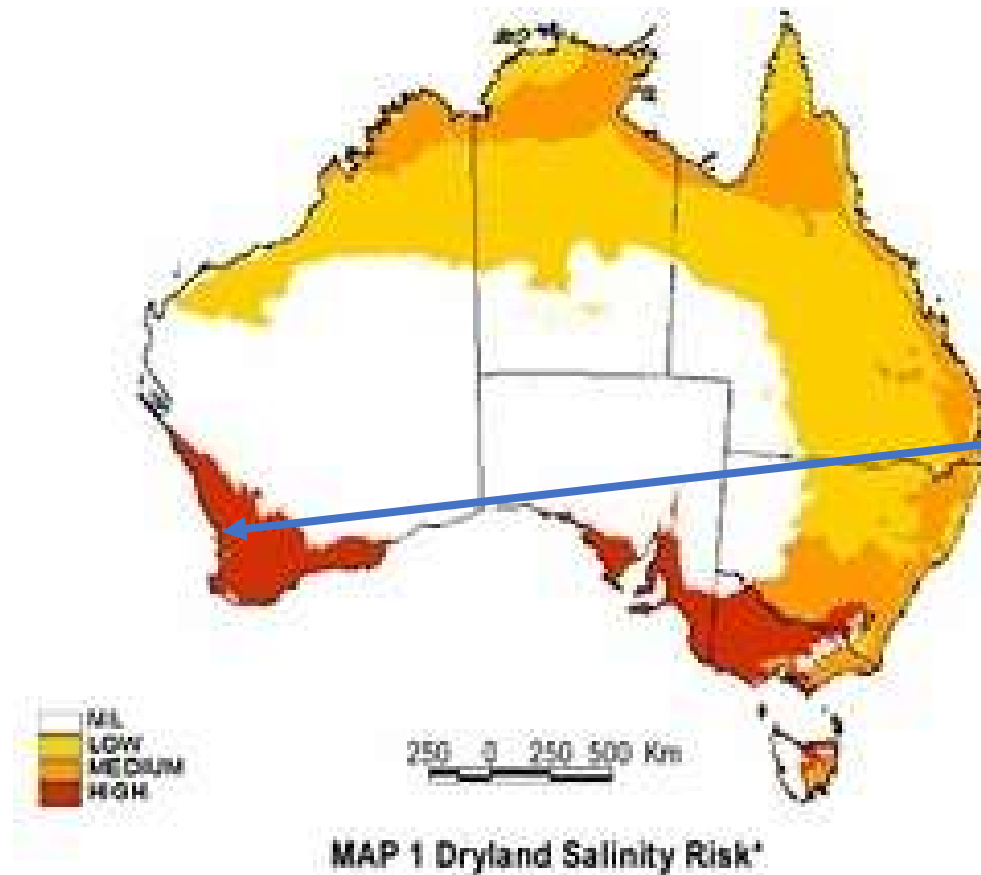 NIL
LOW
MEDIUM
HIGH
250 0 250 500 Km
MAP 1 Dryland Salinity Risk*